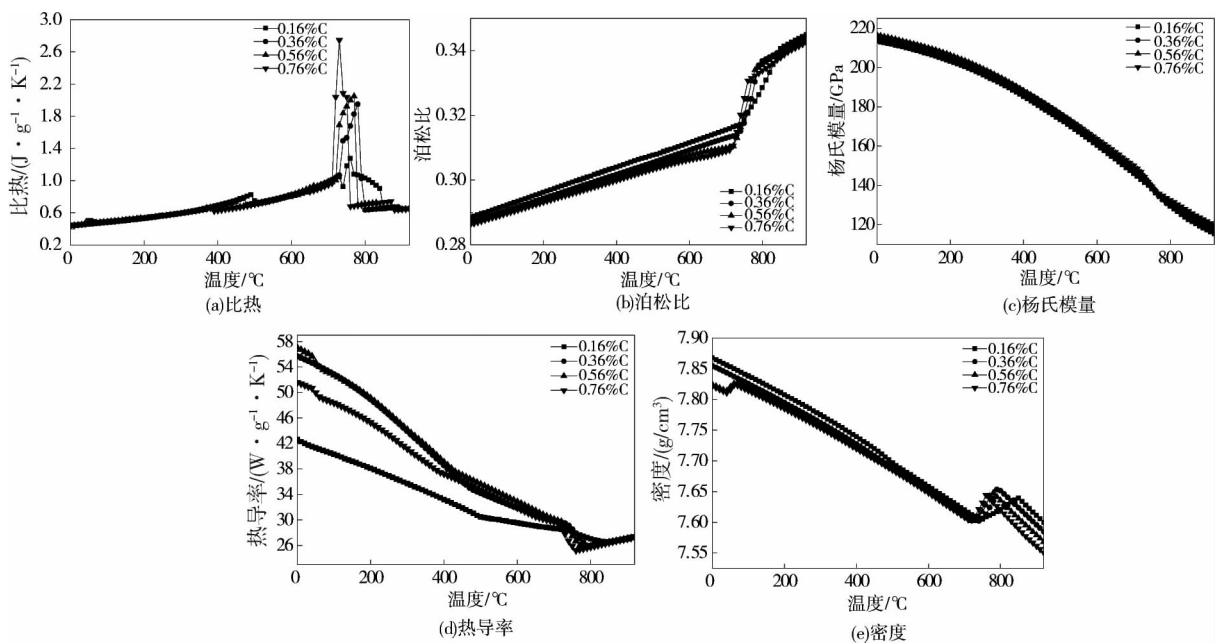 比热/(J·g⁻¹·K⁻¹)
3.0
2.6
2.2
1.8
1.4
1.0
0.6
0.2
0.16%C
0.36%C
0.56%C
0.76%C
0 200 400 600 800
温度/℃
(a)比热
泊松比
0.34
0.32
0.30
0.28
0.16%C
0.36%C
0.56%C
0.76%C
0 200 400 600 800
温度/℃
(b)泊松比
杨氏模量/GPa
220
200
180
160
140
120
0.16%C
0.36%C
0.56%C
0.76%C
0 200 400 600 800
温度/℃
(c)杨氏模量
热导率/(W·g⁻¹·K⁻¹)
58
54
50
46
42
38
34
30
26
0.16%C
0.36%C
0.56%C
0.76%C
0 200 400 600 800
温度/℃
(d)热导率
密度/(g/cm³)
7.90
7.85
7.80
7.75
7.70
7.65
7.60
7.55
0.16%C
0.36%C
0.56%C
0.76%C
0 200 400 600 800
温度/℃
(e)密度